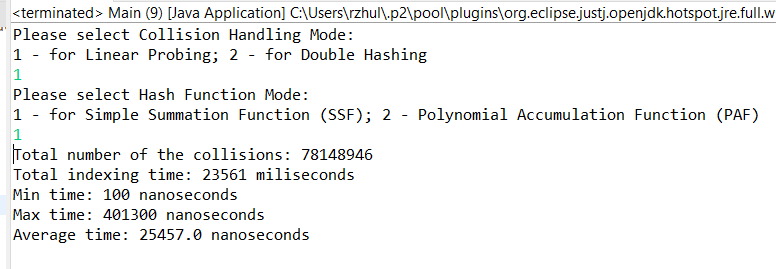 <terminated> Main (9) [Java Application] C:\Users\rzhul\.p2\pool\plugins\org.eclipse.justj.openjdk.hotspot.jre.full.w
Please select Collision Handling Mode:
1 - for Linear Probing; 2 - for Double Hashing
1
Please select Hash Function Mode:
1 - for Simple Summation Function (SSF); 2 - Polynomial Accumulation Function (PAF)
1
Total number of the collisions: 78148946
Total indexing time: 23561 miliseconds
Min time: 100 nanoseconds
Max time: 401300 nanoseconds
Average time: 25457.0 nanoseconds